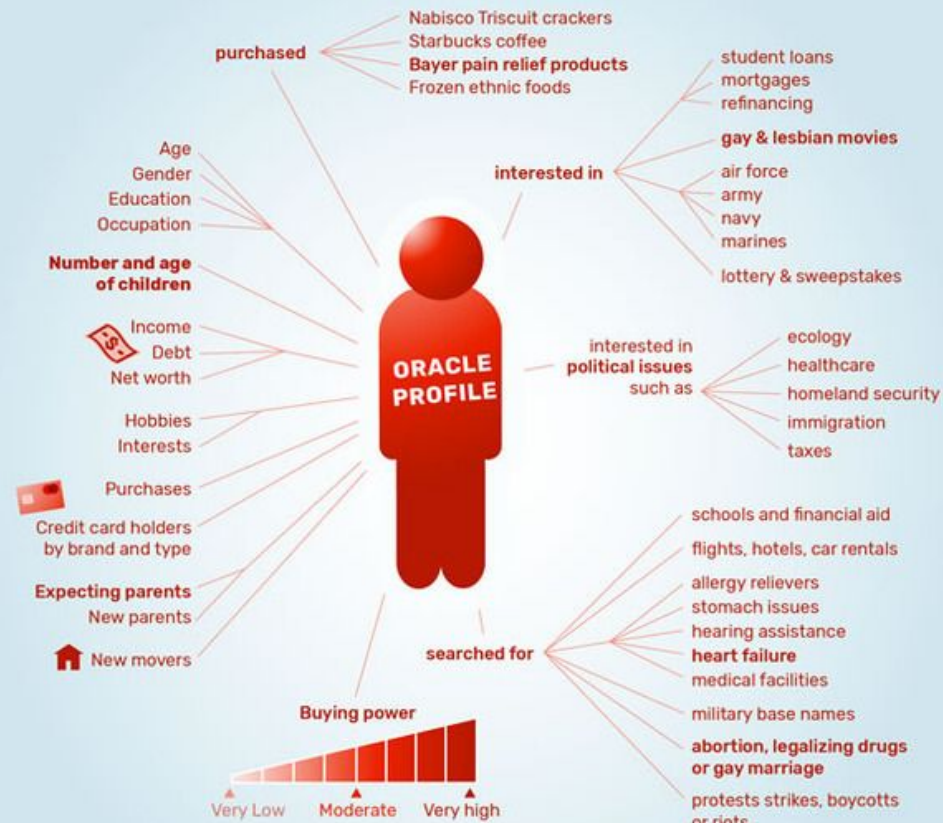 purchased
Nabisco Triscuit crackers
Starbucks coffee
Bayer pain relief products
Frozen ethnic foods
interested in
student loans
mortgages
refinancing
gay & lesbian movies
air force
army
navy
marines
lottery & sweepstakes
Age
Gender
Education
Occupation
Number and age
of children
Income
$
Debt
Net worth
Hobbies
Interests
Purchases
Credit card holders
by brand and type
Expecting parents
New parents
New movers
ORACLE
PROFILE
interested in
political issues
such as
ecology
healthcare
homeland security
immigration
taxes
searched for
schools and financial aid
flights, hotels, car rentals
allergy relievers
stomach issues
hearing assistance
heart failure
medical facilities
military base names
abortion, legalizing drugs
or gay marriage
protests strikes, boycotts
or riots
Buying power
Very Low
Moderate
Very high